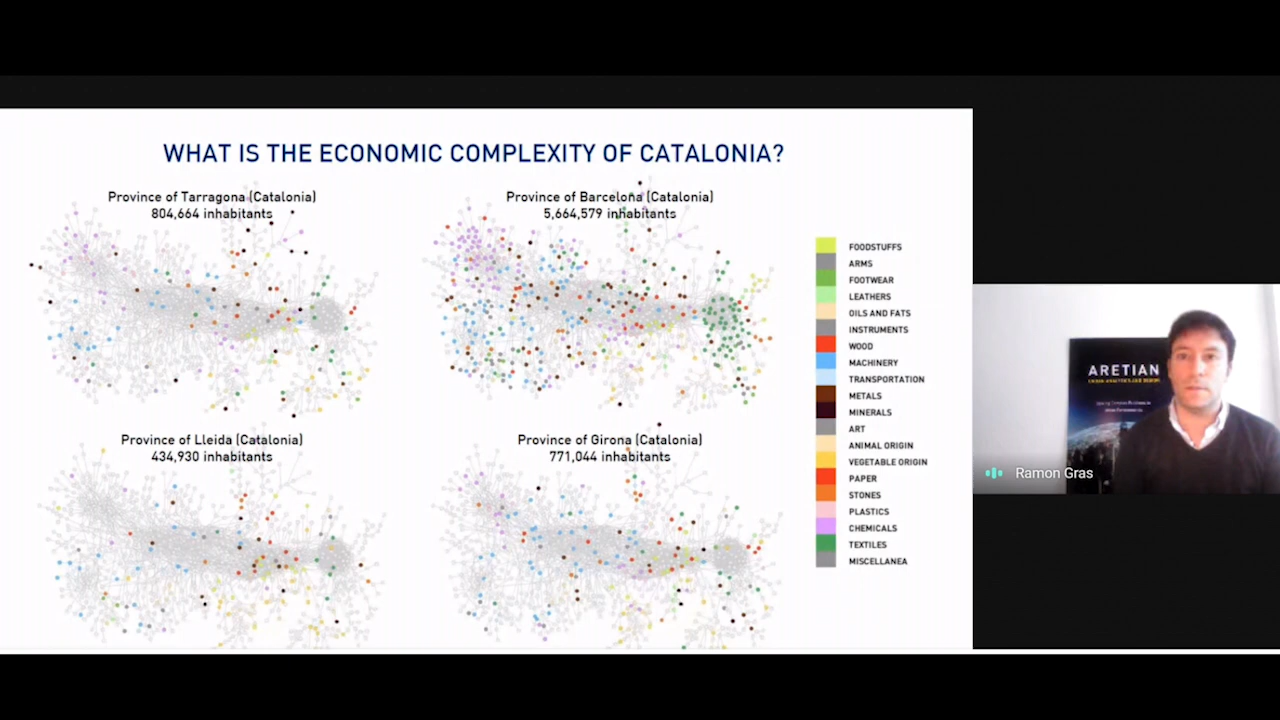 WHAT IS THE ECONOMIC COMPLEXITY OF CATALONIA?
Province of Tarragona (Catalonia)
804,664 inhabitants
Province of Barcelona (Catalonia)
5,664,579 inhabitants
Province of Lleida (Catalonia)
434,930 inhabitants
Province of Girona (Catalonia)
771,044 inhabitants
FOODSTUFFS
ARMS
FOOTWEAR
LEATHERS
OILS AND FATS
INSTRUMENTS
WOOD
MACHINERY
TRANSPORTATION
METALS
MINERALS
ART
ANIMAL ORIGIN
VEGETABLE ORIGIN
PAPER
STONES
PLASTICS
CHEMICALS
TEXTILES
MISCELLANEA
ARETIAN
Ramon Gras